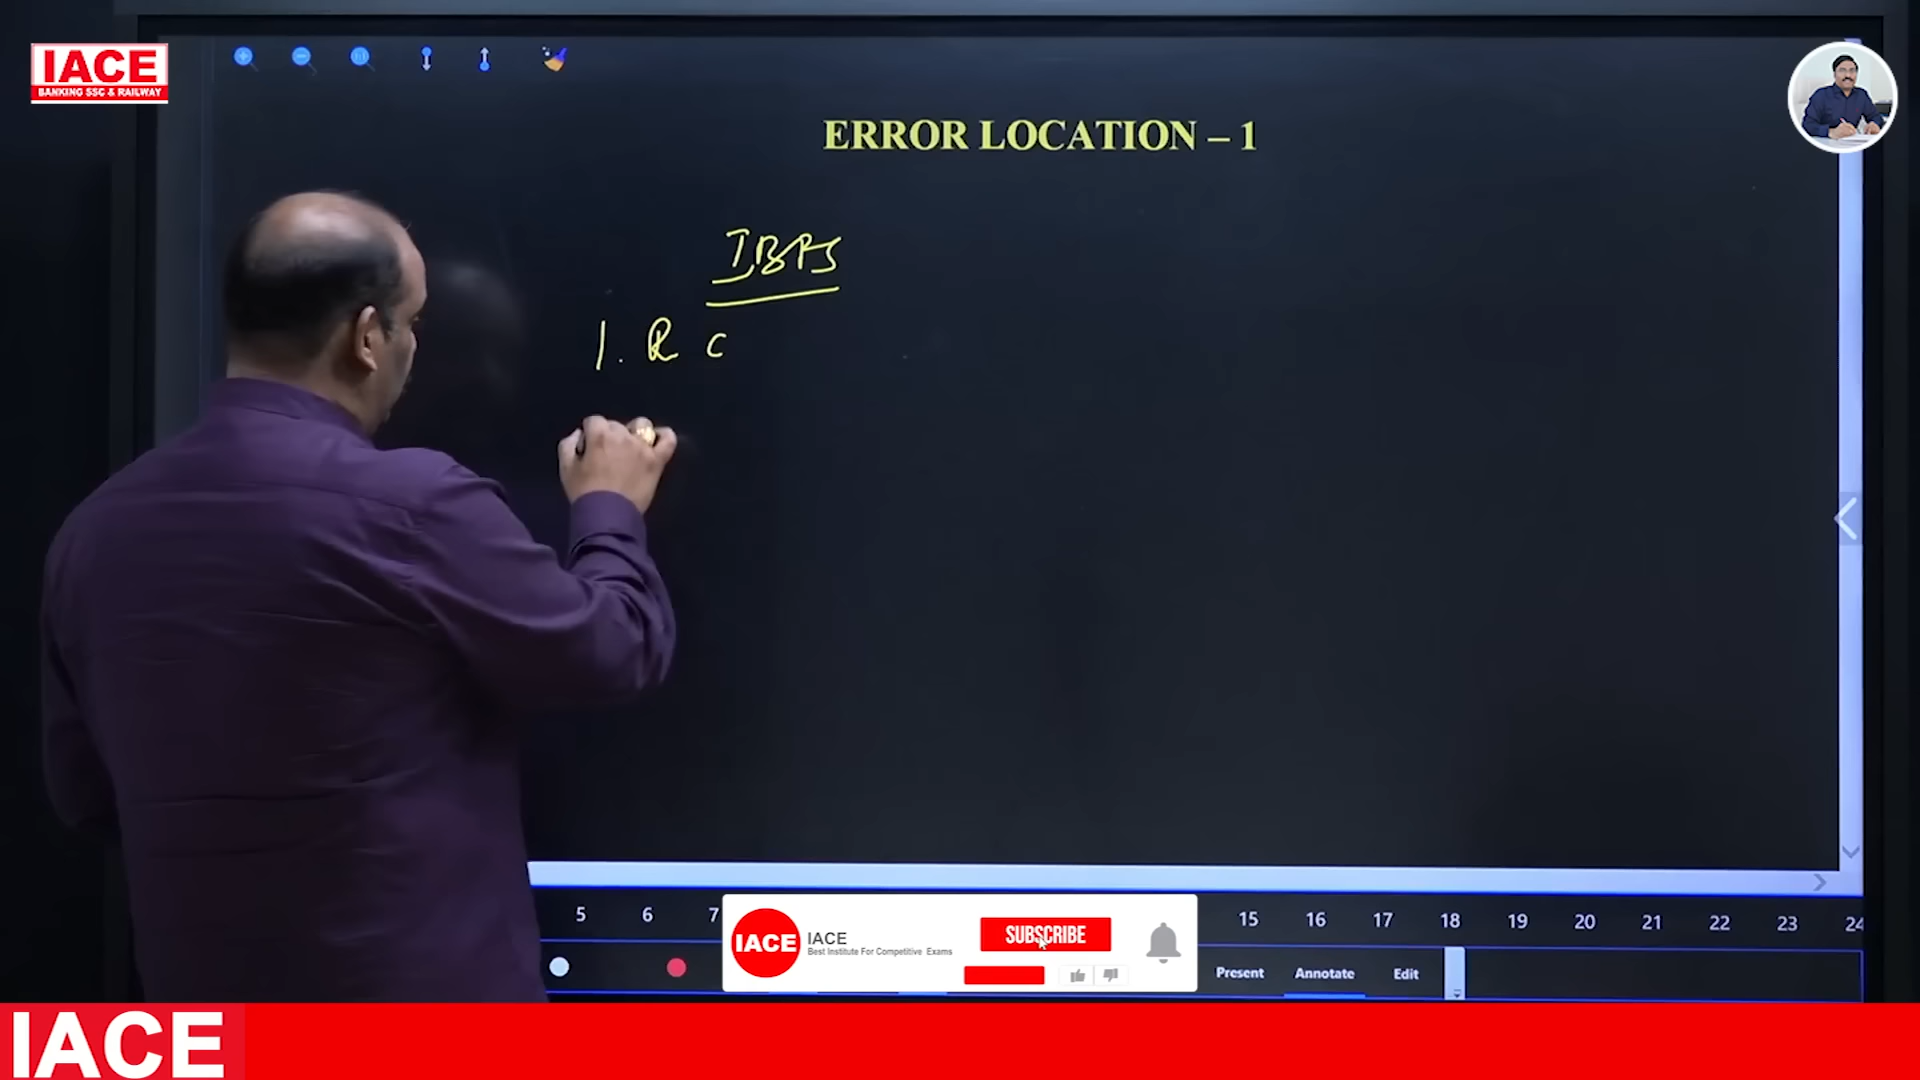 IACE
BANKING SSC & RAILWAY
ERROR LOCATION – 1
IBPS
1. R C
5 6 7 15 16 17 18 19 20 21 22 23 24
IACE
IACE
Best Institute For Competitive Exams
SUBSCRIBE
Present Annotate Edit
IACE